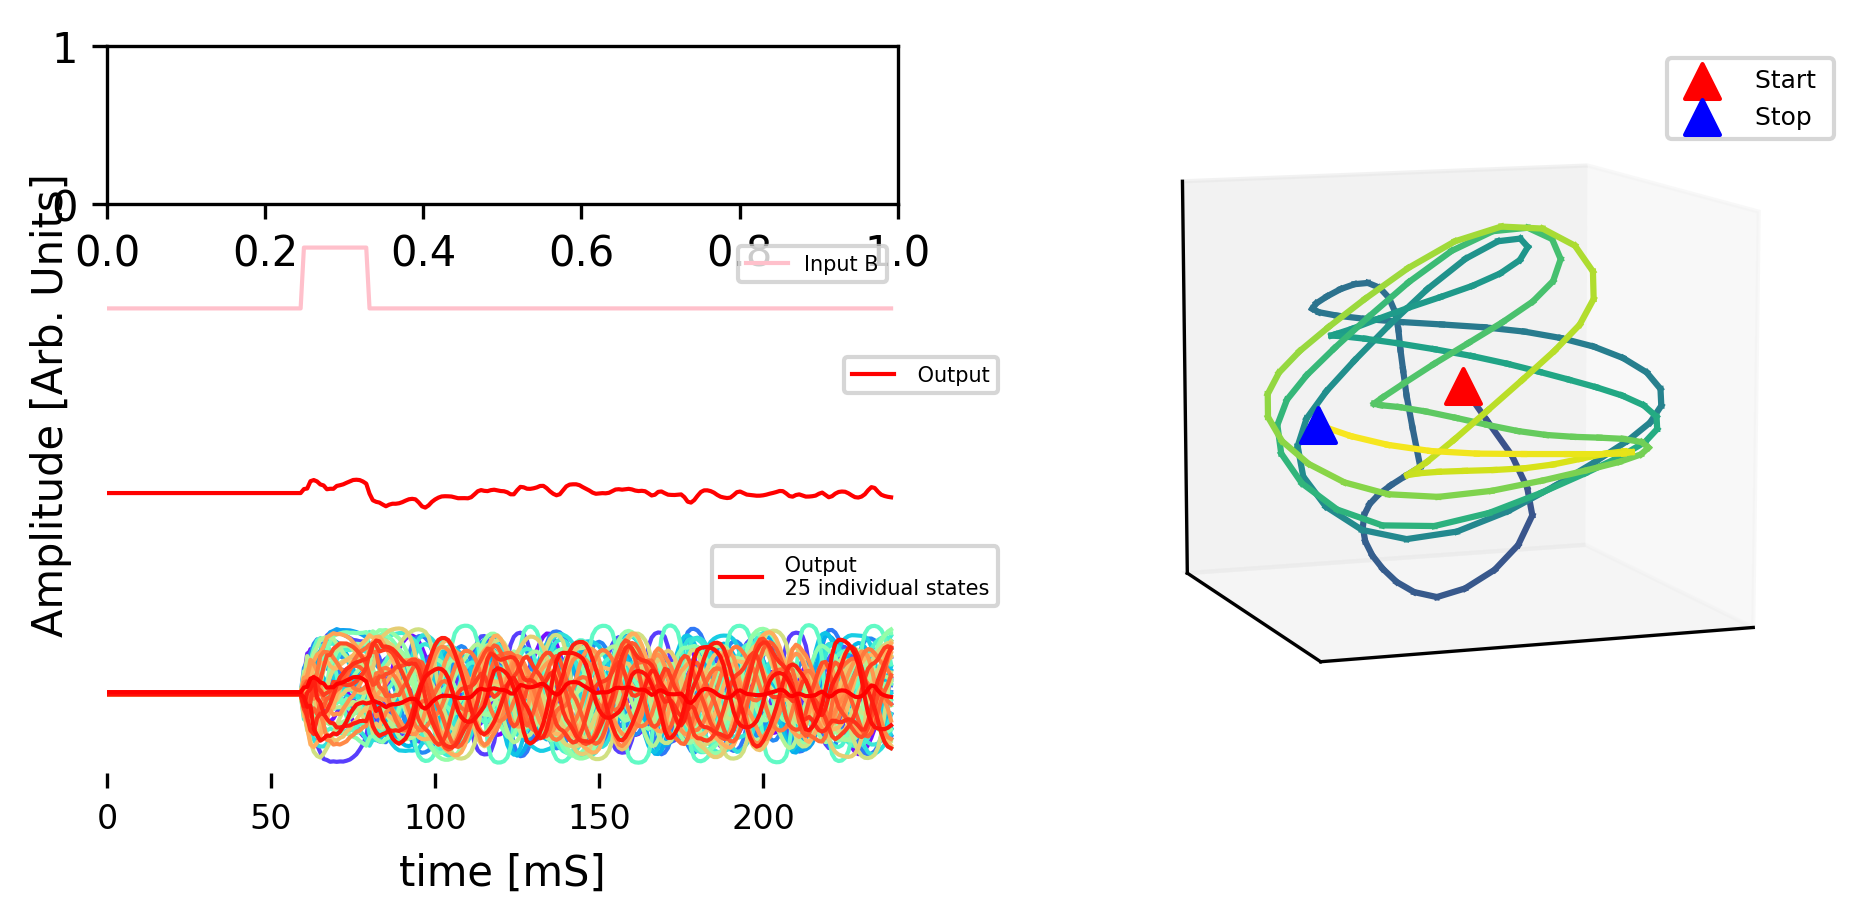 1
0
0.0 0.2 0.4 0.6 0.8 1.0
Input B
Output
Output
25 individual states
Amplitude [Arb. Units]
0 50 100 150 200
time [mS]
Start
Stop